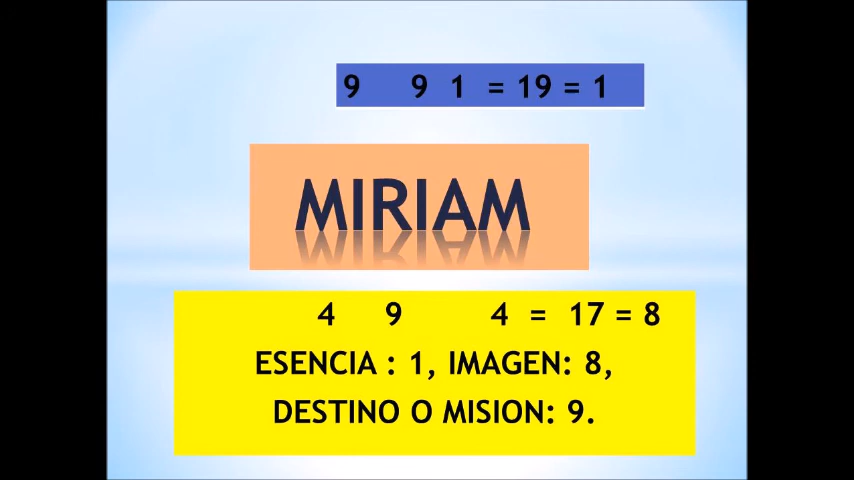 9 9 1 = 19 = 1
MIRIAM
4 9 4 = 17 = 8
ESENCIA : 1, IMAGEN: 8,
DESTINO O MISION: 9.